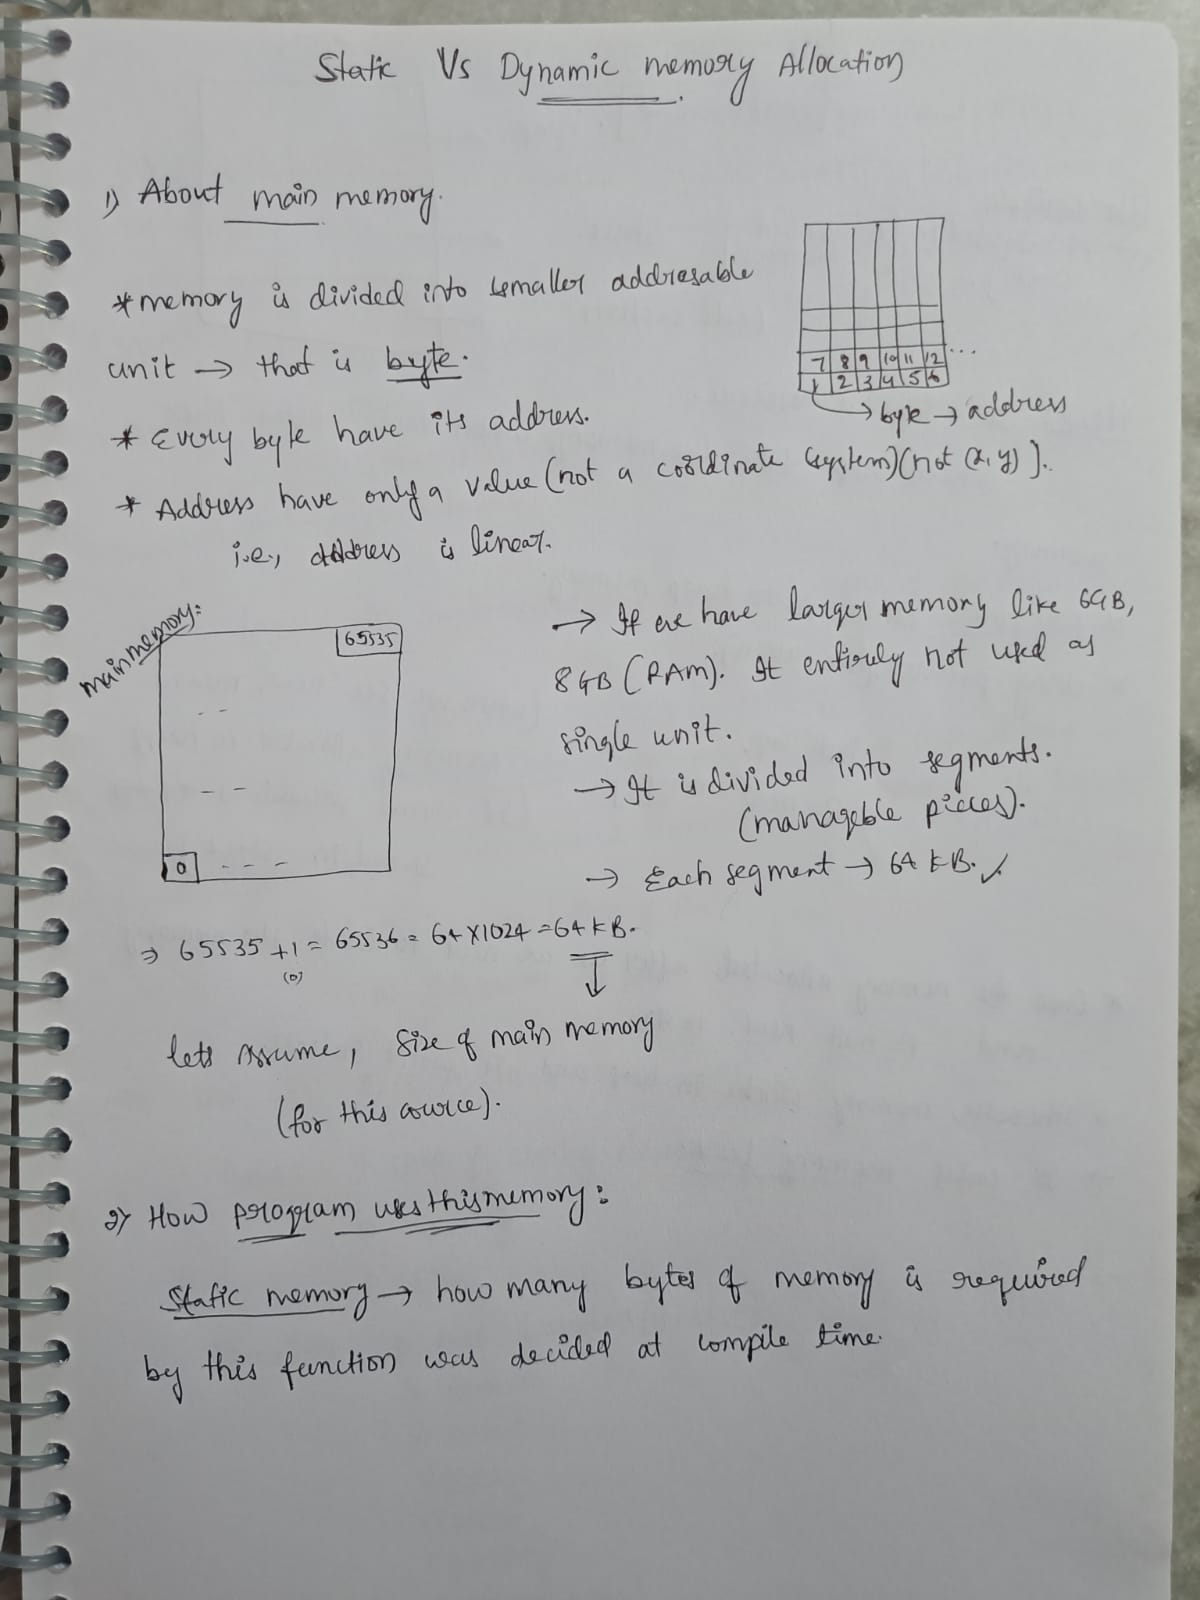 Static Vs Dynamic memory Allocation
1) About main memory.
* memory is divided into smaller addresable
unit → that is byte.
7 8 9 10 11 12 ...
1 2 3 4 5 6
→ byte → address
* Every byte have its address.
* Address have only a value (not a coördinate system) (not (x, y)).
i.e., address is linear.
main memory:
65535
0
→ If we have larger memory like 6GB,
8GB (RAM). It entirely not used as
single unit.
→ It is divided into segments.
(managable pieces).
→ Each segment → 64 KB. ✓
⇒ 65535 + 1 = 65536 = 64 X 1024 = 64 KB.
(0)
lets assume, size of main memory
(for this cource).
2) How program uses this memory:
Static memory → how many bytes of memory is required
by this function was decided at compile time.